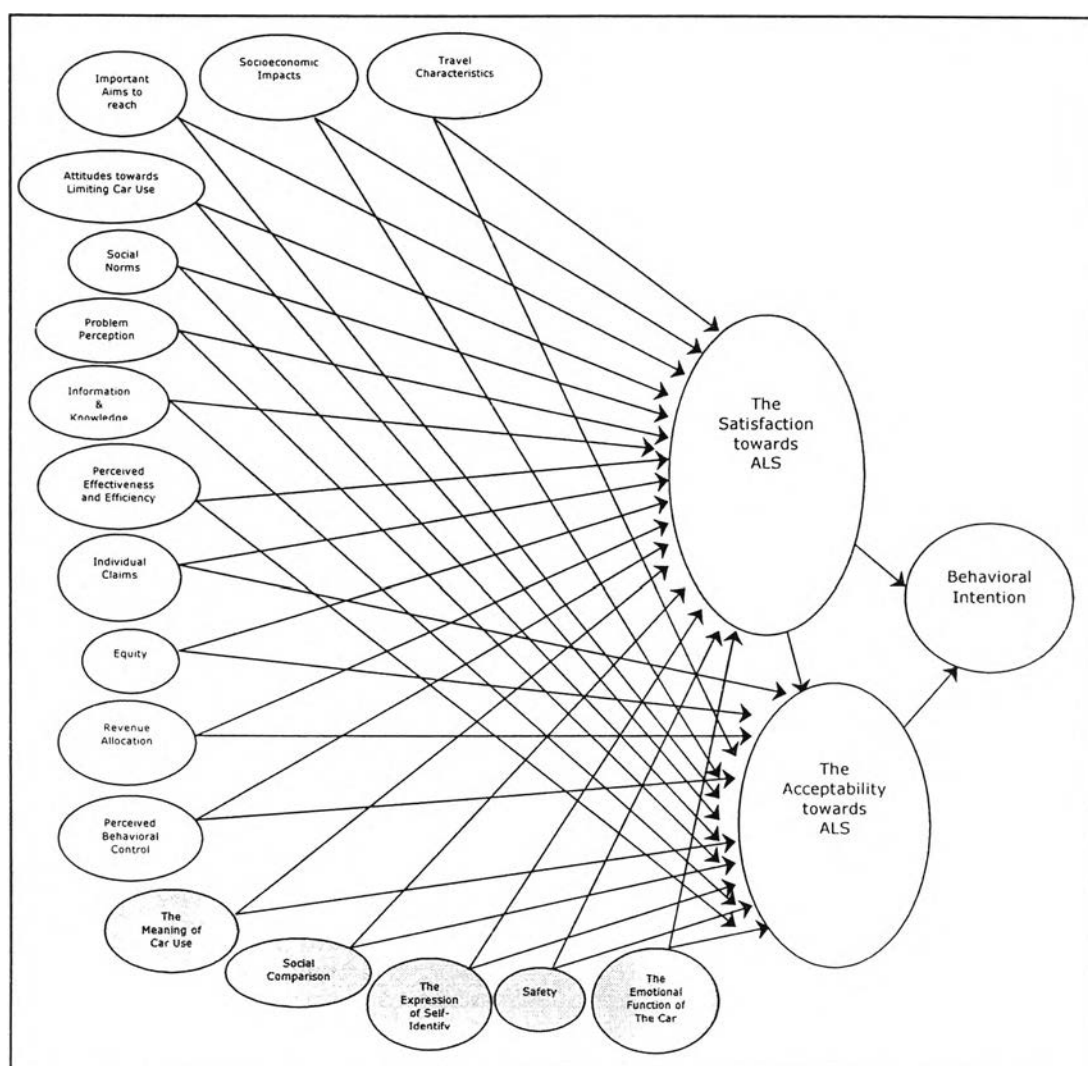 Important
Aims to
reach
Socioeconomic
Impacts
Travel
Characteristics
Attitudes towards
Limiting Car Use
Social
Norms
Problem
Perception
Information
&
Knowledge
Perceived
Effectiveness
and Efficiency
Individual
Claims
Equity
Revenue
Allocation
Perceived
Behavioral
Control
The
Meaning of
Car Use
Social
Comparison
The
Expression
of Self-
Identify
Safety
The
Emotional
Function of
The Car
The
Satisfaction
towards
ALS
The
Acceptability
towards
ALS
Behavioral
Intention